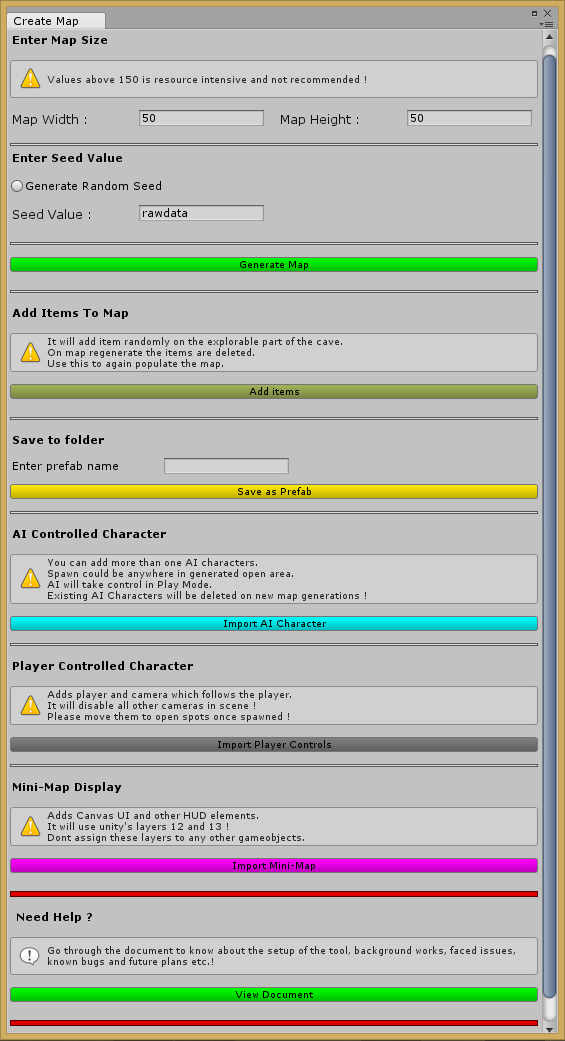 Create Map
Enter Map Size
Values above 150 is resource intensive and not recommended !
Map Width : 50 Map Height : 50
Enter Seed Value
Generate Random Seed
Seed Value : rawdata
Generate Map
Add Items To Map
It will add item randomly on the explorable part of the cave.
On map regenerate the items are deleted.
Use this to again populate the map.
Add items
Save to folder
Enter prefab name
Save as Prefab
AI Controlled Character
You can add more than one AI characters.
Spawn could be anywhere in generated open area.
AI will take control in Play Mode.
Existing AI Characters will be deleted on new map generations !
Import AI Character
Player Controlled Character
Adds player and camera which follows the player.
It will disable all other cameras in scene !
Please move them to open spots once spawned !
Import Player Controls
Mini-Map Display
Adds Canvas UI and other HUD elements.
It will use unity's layers 12 and 13 !
Dont assign these layers to any other gameobjects.
Import Mini-Map
Need Help ?
Go through the document to know about the setup of the tool, background works, faced issues,
known bugs and future plans etc.!
View Document